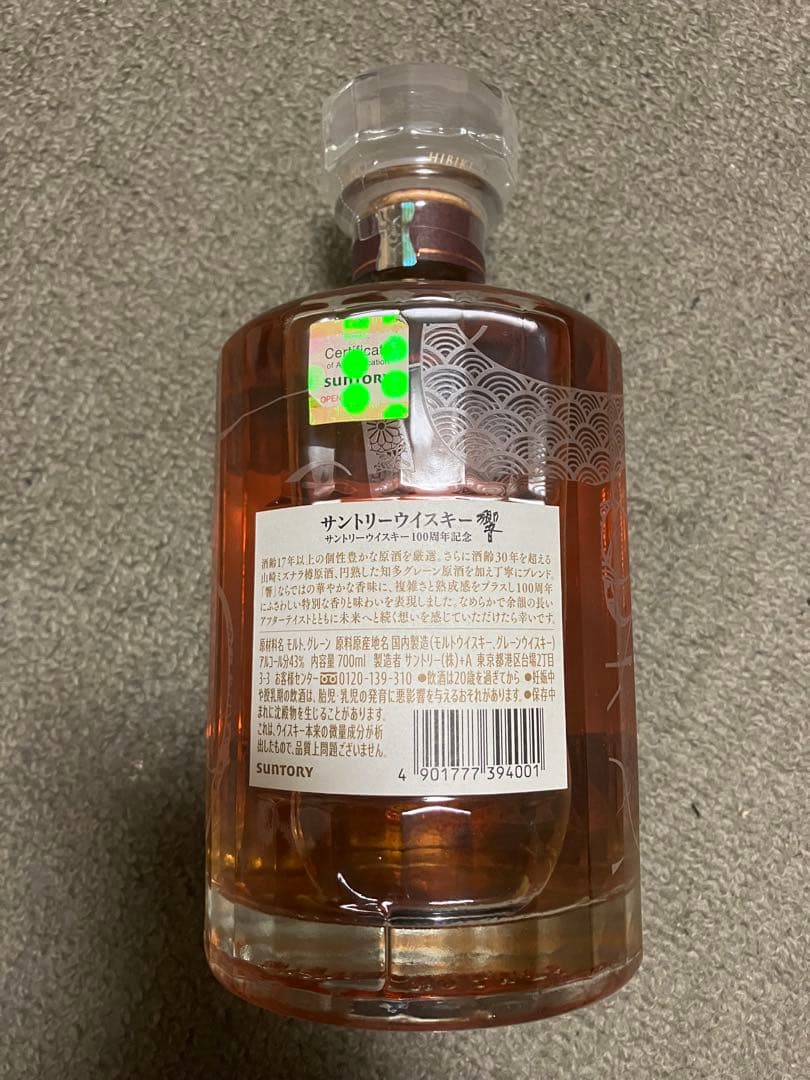 HIBIKI
Certificat
of A cation
SUNTORY
OPEN
サントリーウイスキー 響
サントリーウイスキー100周年記念
酒齢17年以上の個性豊かな原酒を厳選。さらに酒齢30年を超える
山崎ミズナラ樽原酒、円熟した知多グレーン原酒を加え丁寧にブレンド。
「響」ならではの華やかな香味に、複雑さと熟成感をプラスし100周年
にふさわしい特別な香りと味わいを表現しました。なめらかで余韻の長い
アフターテイストとともに未来へと続く想いを感じていただけたら幸いです。
原材料名 モルト、グレーン 原料原産地名 国内製造(モルトウイスキー、グレーンウイスキー)
アルコール分43% 内容量 700ml 製造者 サントリー(株)+A 東京都港区台場2丁目
3-3 お客様センター 0120-139-310 ●飲酒は20歳を過ぎてから ●妊娠中
や授乳期の飲酒は、胎児・乳児の発育に悪影響を与えるおそれがあります。●保存中
まれに沈殿物を生じることがあります。
これは、ウイスキー本来の微量成分が析
出したもので、品質上問題ございません。
SUNTORY
4 901777 394001